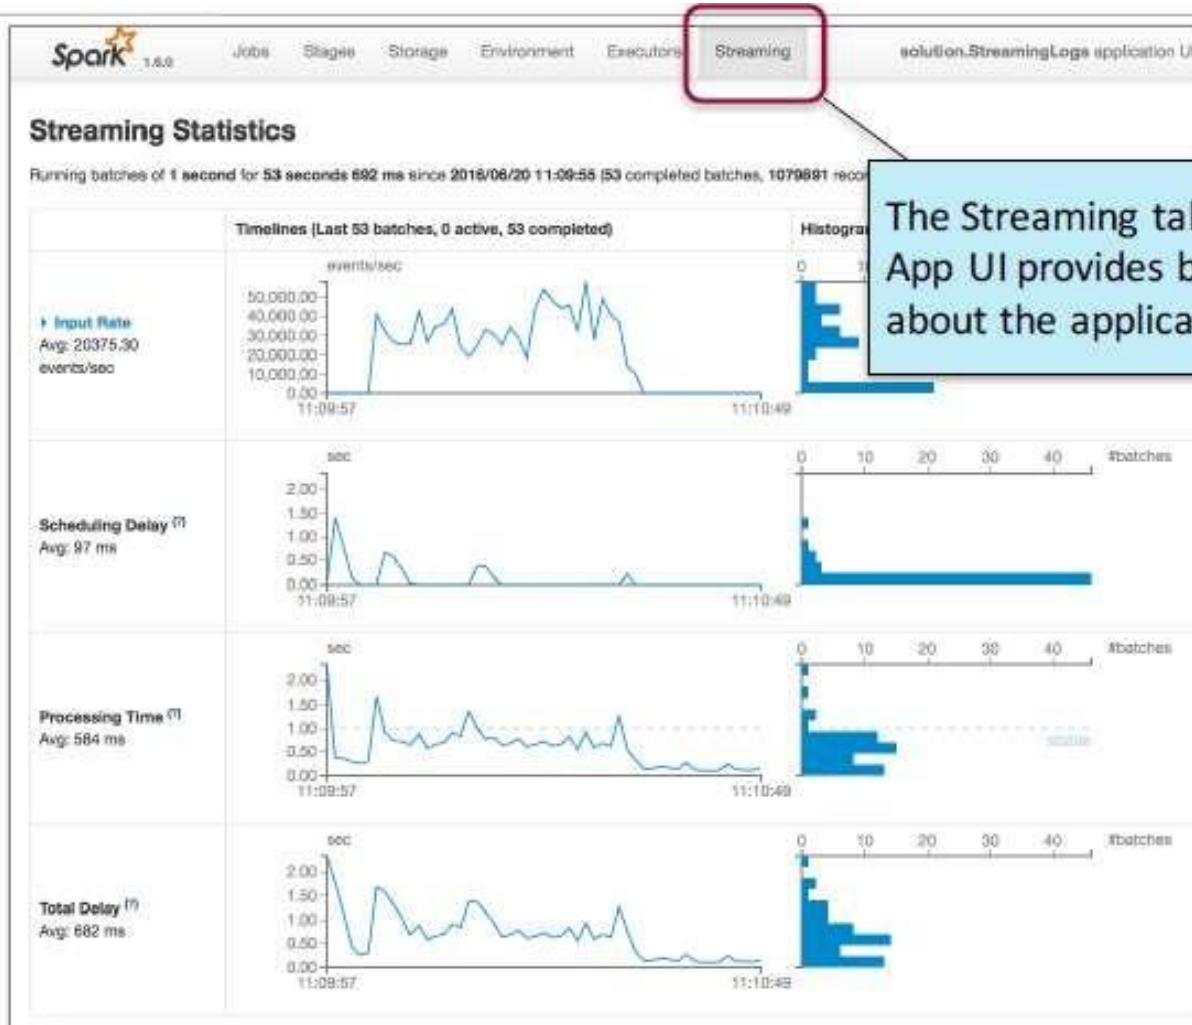 Spark 1.6.0 Jobs Stages Storage Environment Executors Streaming solution.StreamingLogs application UI
Streaming Statistics
Running batches of 1 second for 53 seconds 692 ms since 2016/06/20 11:09:55 (53 completed batches, 1079891 recor
The Streaming tal
App UI provides b
about the applica
Timelines (Last 53 batches, 0 active, 53 completed) Histogra
Input Rate
Avg: 20375.30
events/sec
events/sec
50,000.00
40,000.00
30,000.00
20,000.00
10,000.00
0.00
11:09:57 11:10:49
0
Scheduling Delay [?]
Avg: 97 ms
sec
2.00
1.50
1.00
0.50
0.00
11:09:57 11:10:49
0 10 20 30 40 #batches
Processing Time [?]
Avg: 584 ms
sec
2.00
1.50
1.00
0.50
0.00
11:09:57 11:10:49
0 10 20 30 40 #batches
stable
Total Delay [?]
Avg: 682 ms
sec
2.00
1.50
1.00
0.50
0.00
11:09:57 11:10:49
0 10 20 30 40 #batches